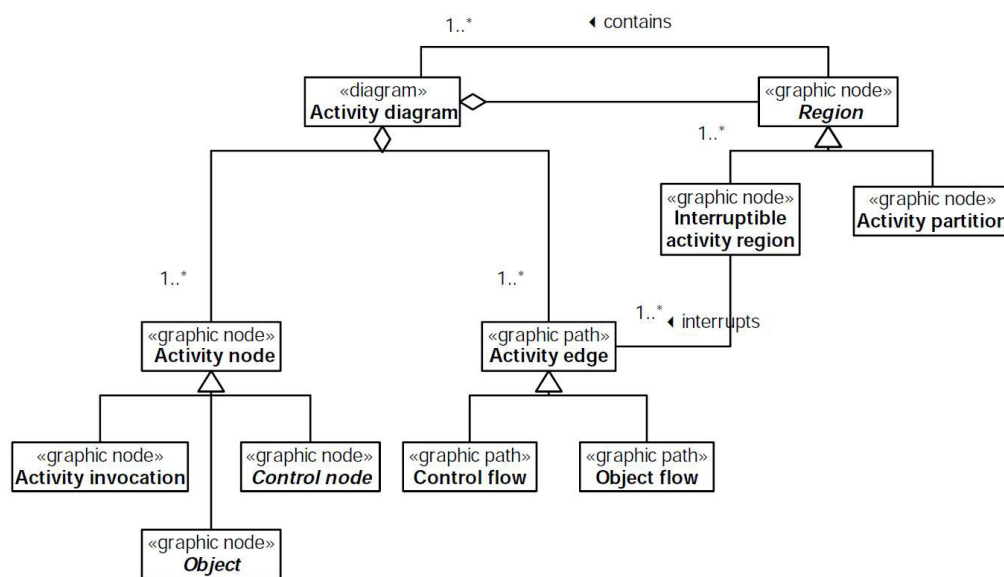 1..*
◄ contains
«diagram»
Activity diagram
«graphic node»
Region
1..*
«graphic node»
Interruptible
activity region
«graphic node»
Activity partition
1..*
1..*
1..*
◄ interrupts
«graphic node»
Activity node
«graphic path»
Activity edge
«graphic node»
Activity invocation
«graphic node»
Control node
«graphic path»
Control flow
«graphic path»
Object flow
«graphic node»
Object